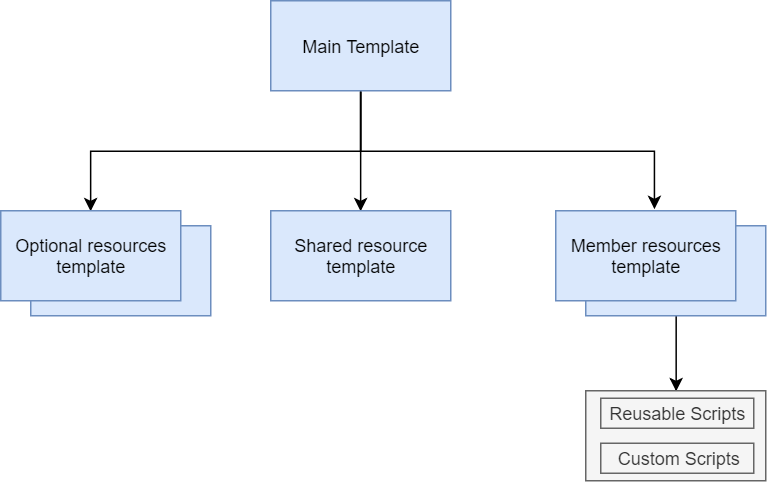 Main Template
Optional resources
template
Shared resource
template
Member resources
template
Reusable Scripts
Custom Scripts